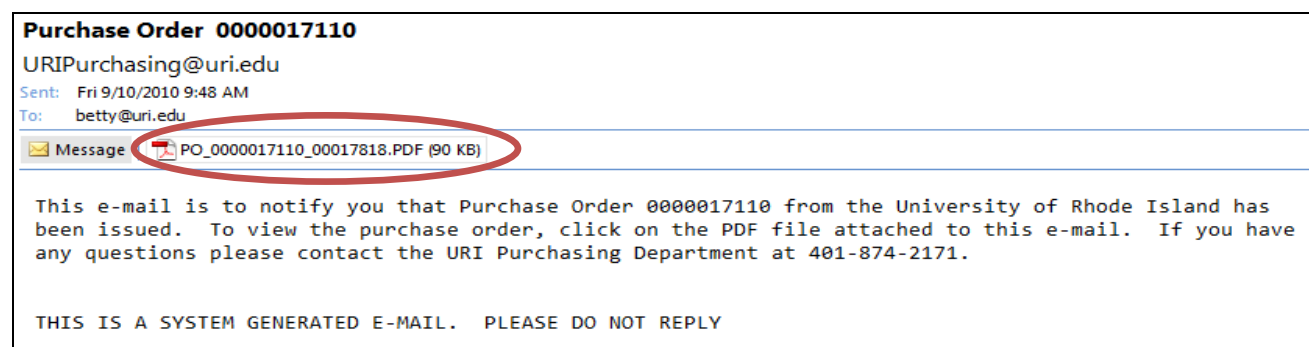 Purchase Order 0000017110
URIPurchasing@uri.edu
Sent: Fri 9/10/2010 9:48 AM
To: betty@uri.edu
Message PO_0000017110_00017818.PDF (90 KB)
This e-mail is to notify you that Purchase Order 0000017110 from the University of Rhode Island has
been issued. To view the purchase order, click on the PDF file attached to this e-mail. If you have
any questions please contact the URI Purchasing Department at 401-874-2171.
THIS IS A SYSTEM GENERATED E-MAIL. PLEASE DO NOT REPLY